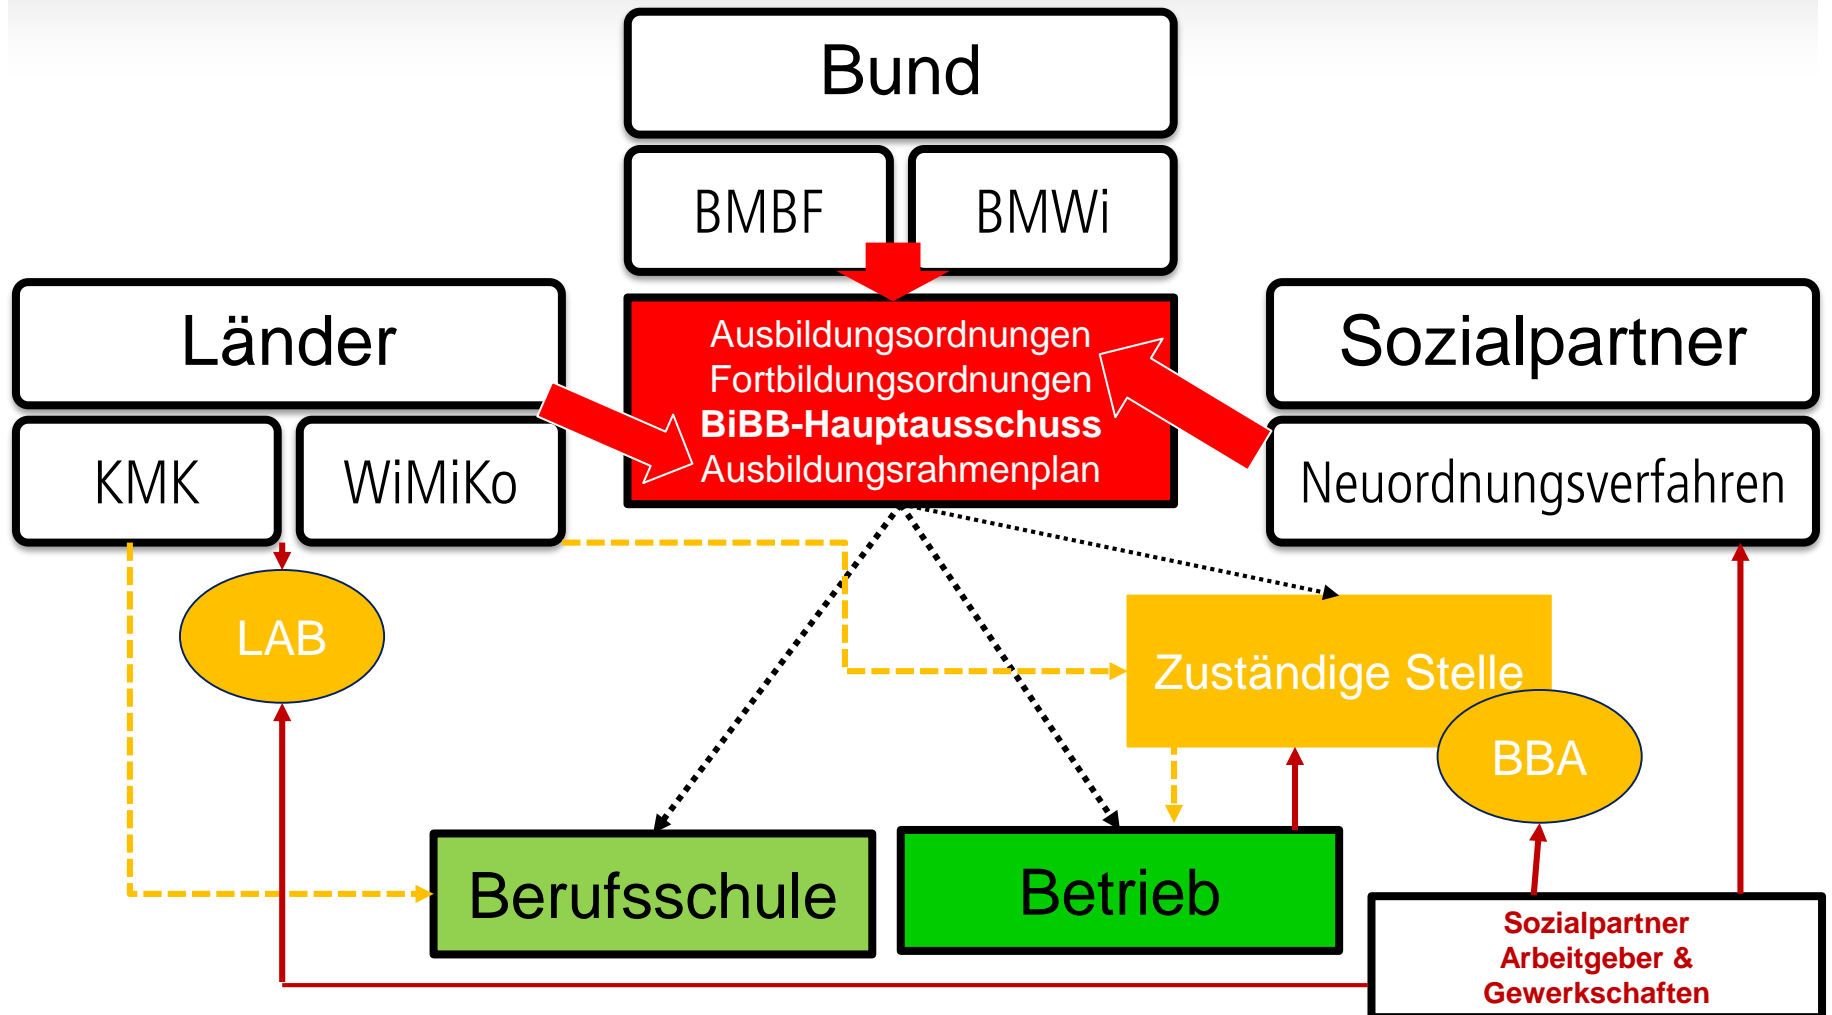 Bund
BMBF
BMWi
Länder
KMK
WiMiKo
Ausbildungsordnungen
Fortbildungsordnungen
BiBB-Hauptausschuss
Ausbildungsrahmenplan
Sozialpartner
Neuordnungsverfahren
LAB
Zuständige Stelle
BBA
Berufsschule
Betrieb
Sozialpartner
Arbeitgeber &
Gewerkschaften